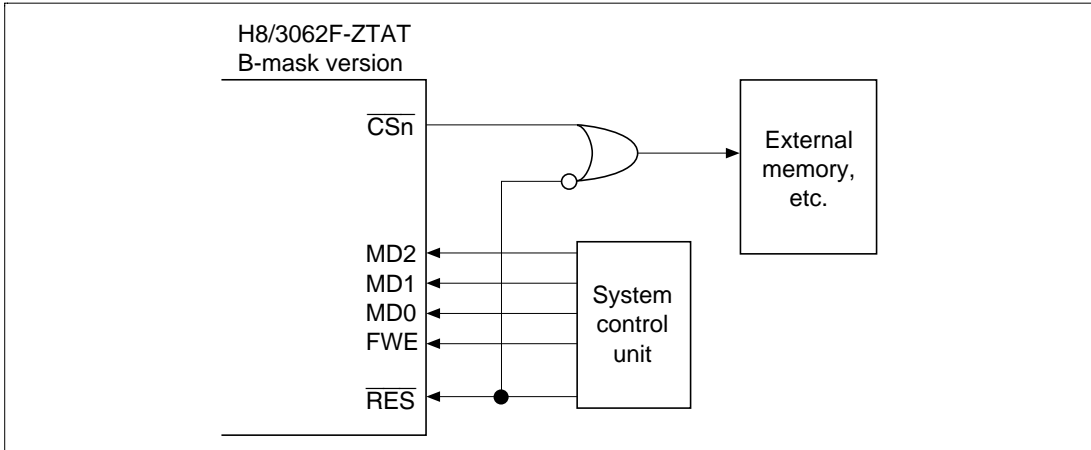 H8/3062F-ZTAT
B-mask version
CSn
External
memory,
etc.
MD2
MD1
MD0
FWE
RES
System
control
unit